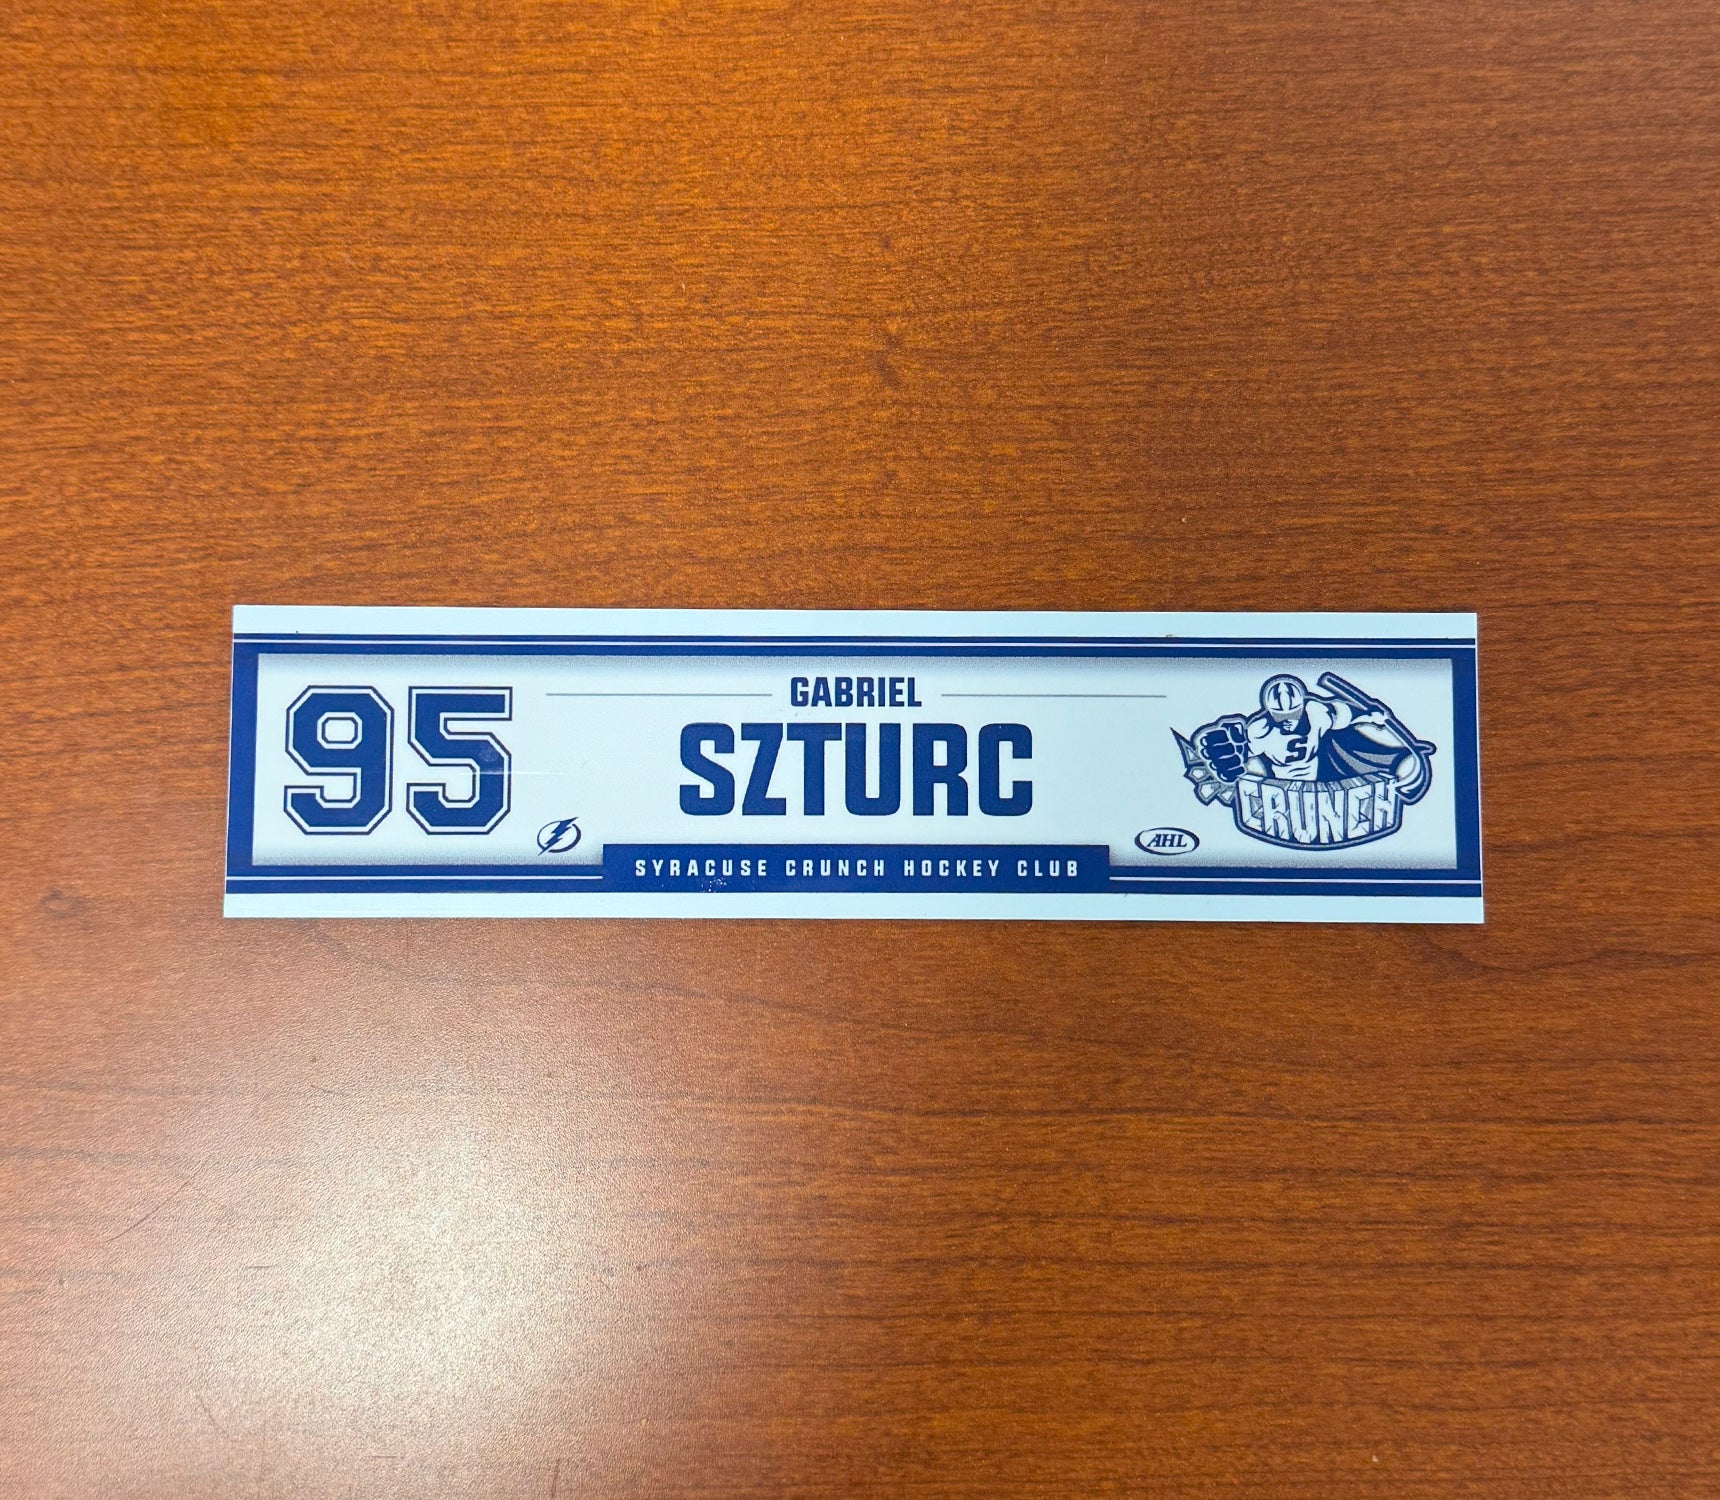 95
GABRIEL
SZTURC
S
CRUNCH
AHL
SYRACUSE CRUNCH HOCKEY CLUB